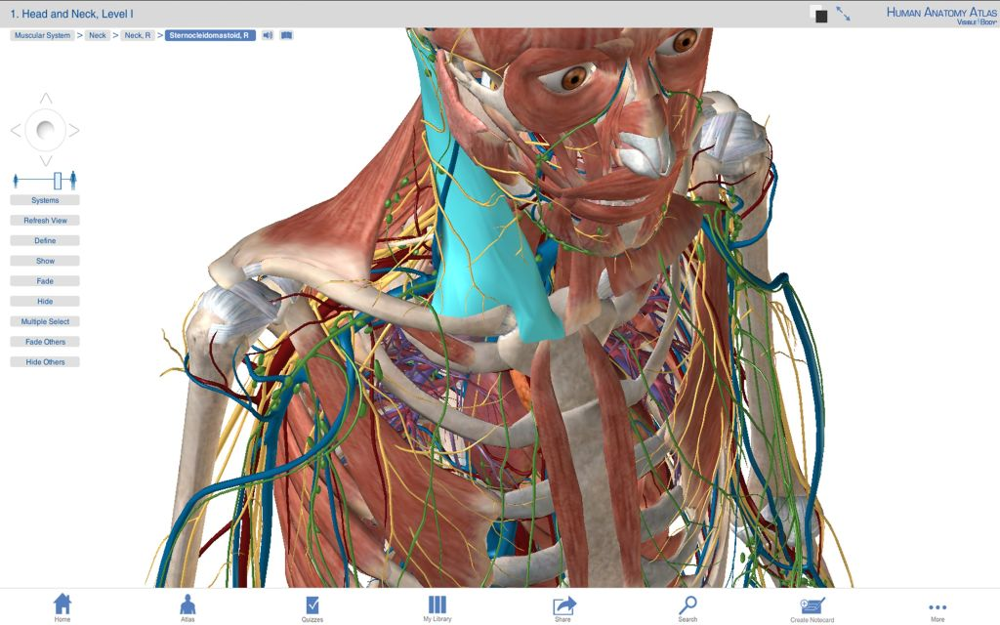 1. Head and Neck, Level I
HUMAN ANATOMY ATLAS
VISIBLE BODY®
Muscular System > Neck > Neck, R > Sternocleidomastoid, R
Systems
Refresh View
Define
Show
Fade
Hide
Multiple Select
Fade Others
Hide Others
Home Atlas Quizzes My Library Share Search Create Notecard More